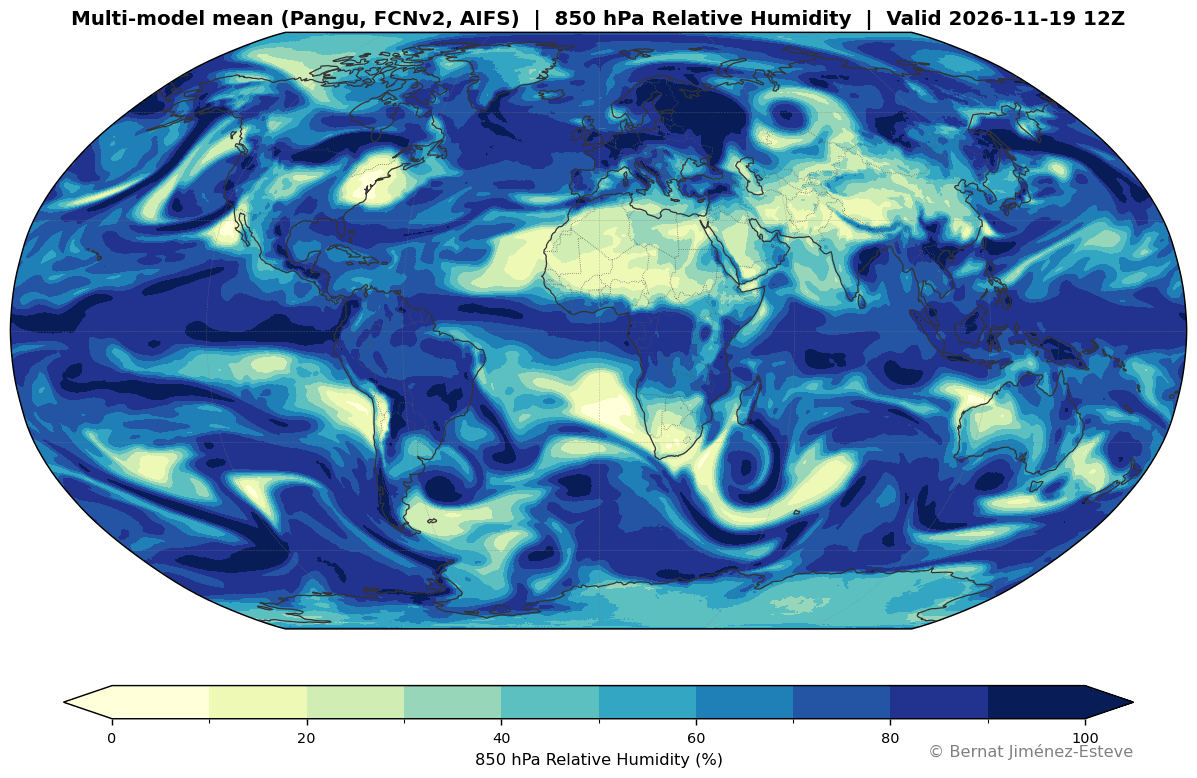 Multi-model mean (Pangu, FCNv2, AIFS)  |  850 hPa Relative Humidity  |  Valid 2026-11-19 12Z
0 20 40 60 80 100
850 hPa Relative Humidity (%)
© Bernat Jiménez-Esteve